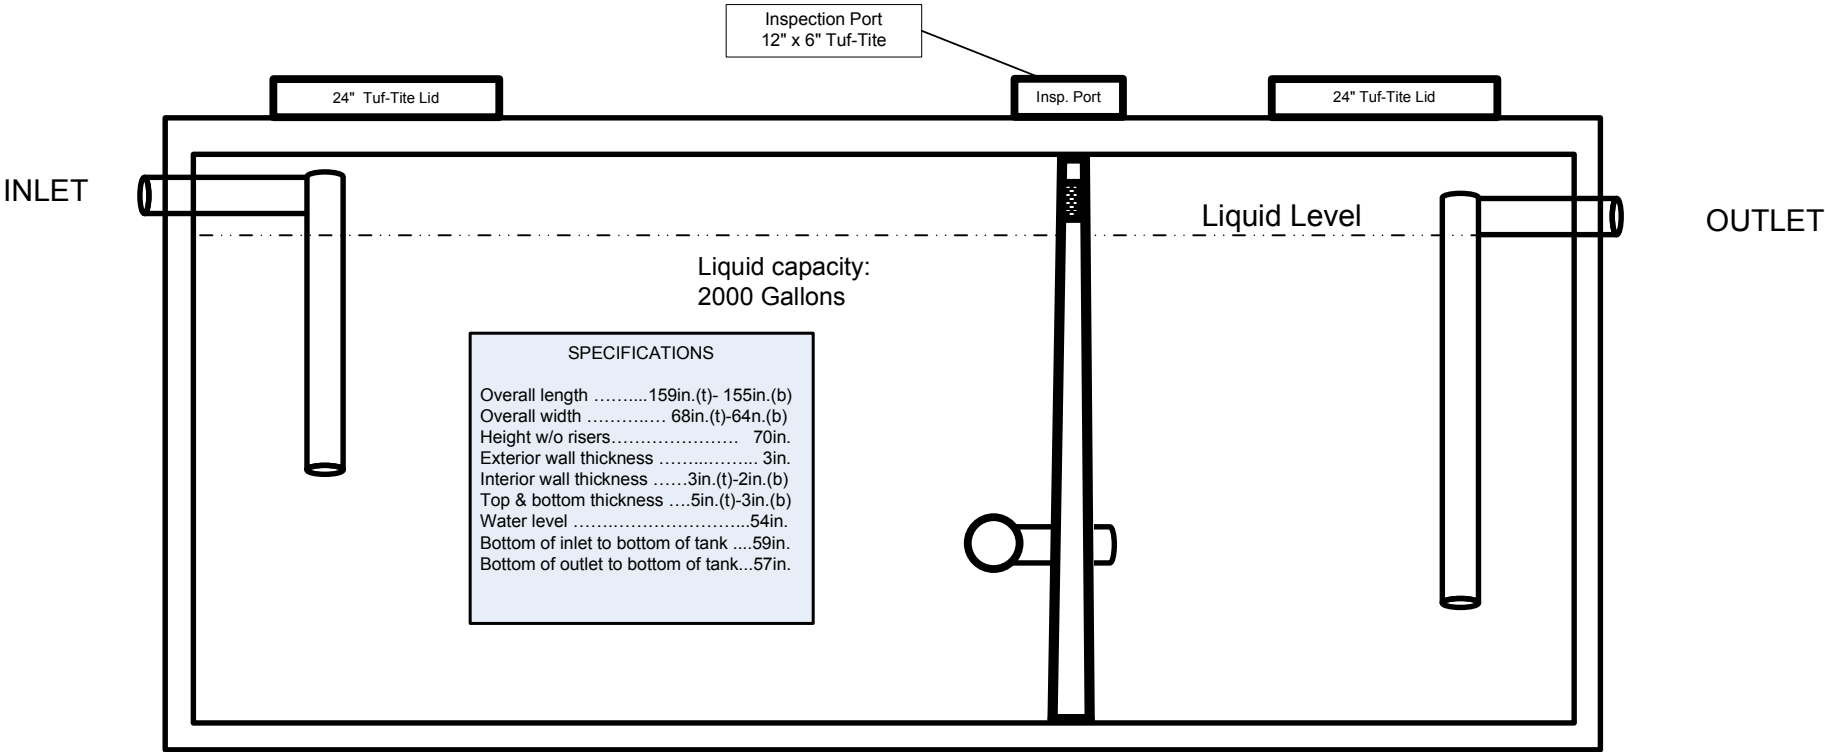 Inspection Port
12" x 6" Tuf-Tite
24"  Tuf-Tite Lid
Insp. Port
24" Tuf-Tite Lid
INLET
Liquid Level
OUTLET
Liquid capacity:
2000 Gallons
SPECIFICATIONS
Overall length ……...159in.(t)- 155in.(b)
Overall width ………..… 68in.(t)-64n.(b)
Height w/o risers.………………… 70in.
Exterior wall thickness ……...……... 3in.
Interior wall thickness ……3in.(t)-2in.(b)
Top & bottom thickness ….5in.(t)-3in.(b)
Water level …….…………………...54in.
Bottom of inlet to bottom of tank ....59in.
Bottom of outlet to bottom of tank...57in.